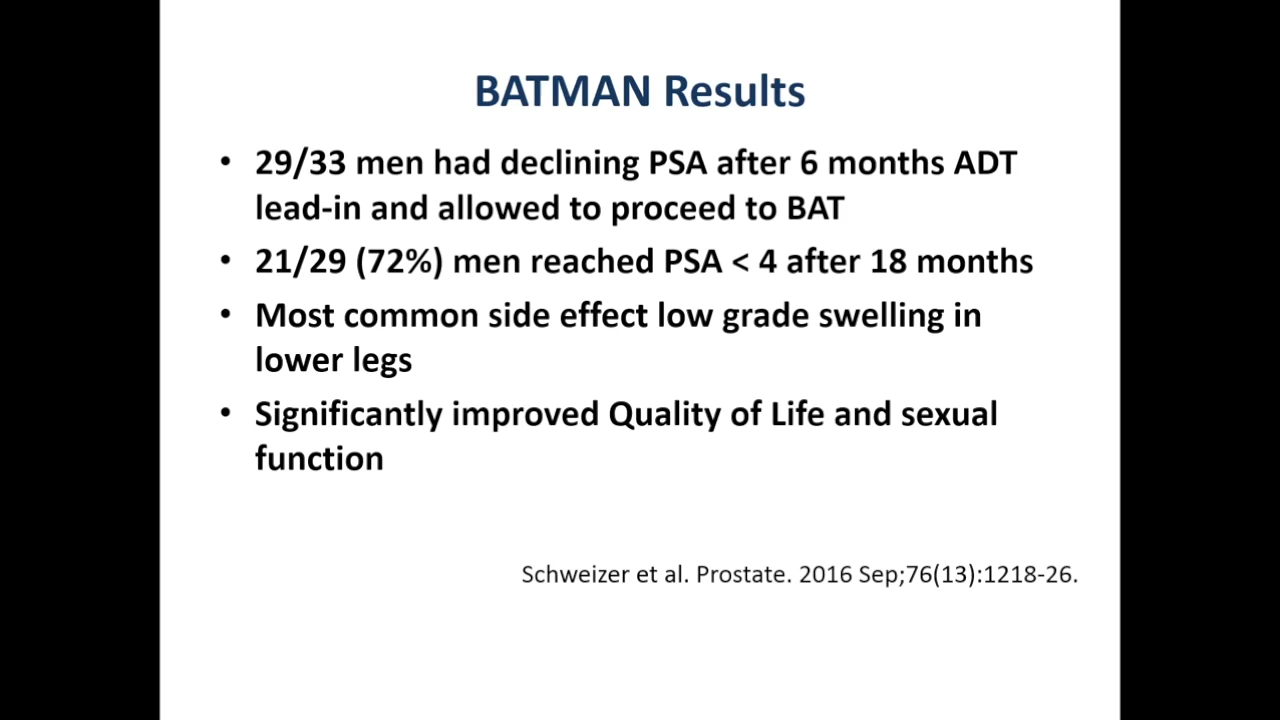 BATMAN Results
• 29/33 men had declining PSA after 6 months ADT
lead-in and allowed to proceed to BAT
• 21/29 (72%) men reached PSA < 4 after 18 months
• Most common side effect low grade swelling in
lower legs
• Significantly improved Quality of Life and sexual
function
Schweizer et al. Prostate. 2016 Sep;76(13):1218-26.